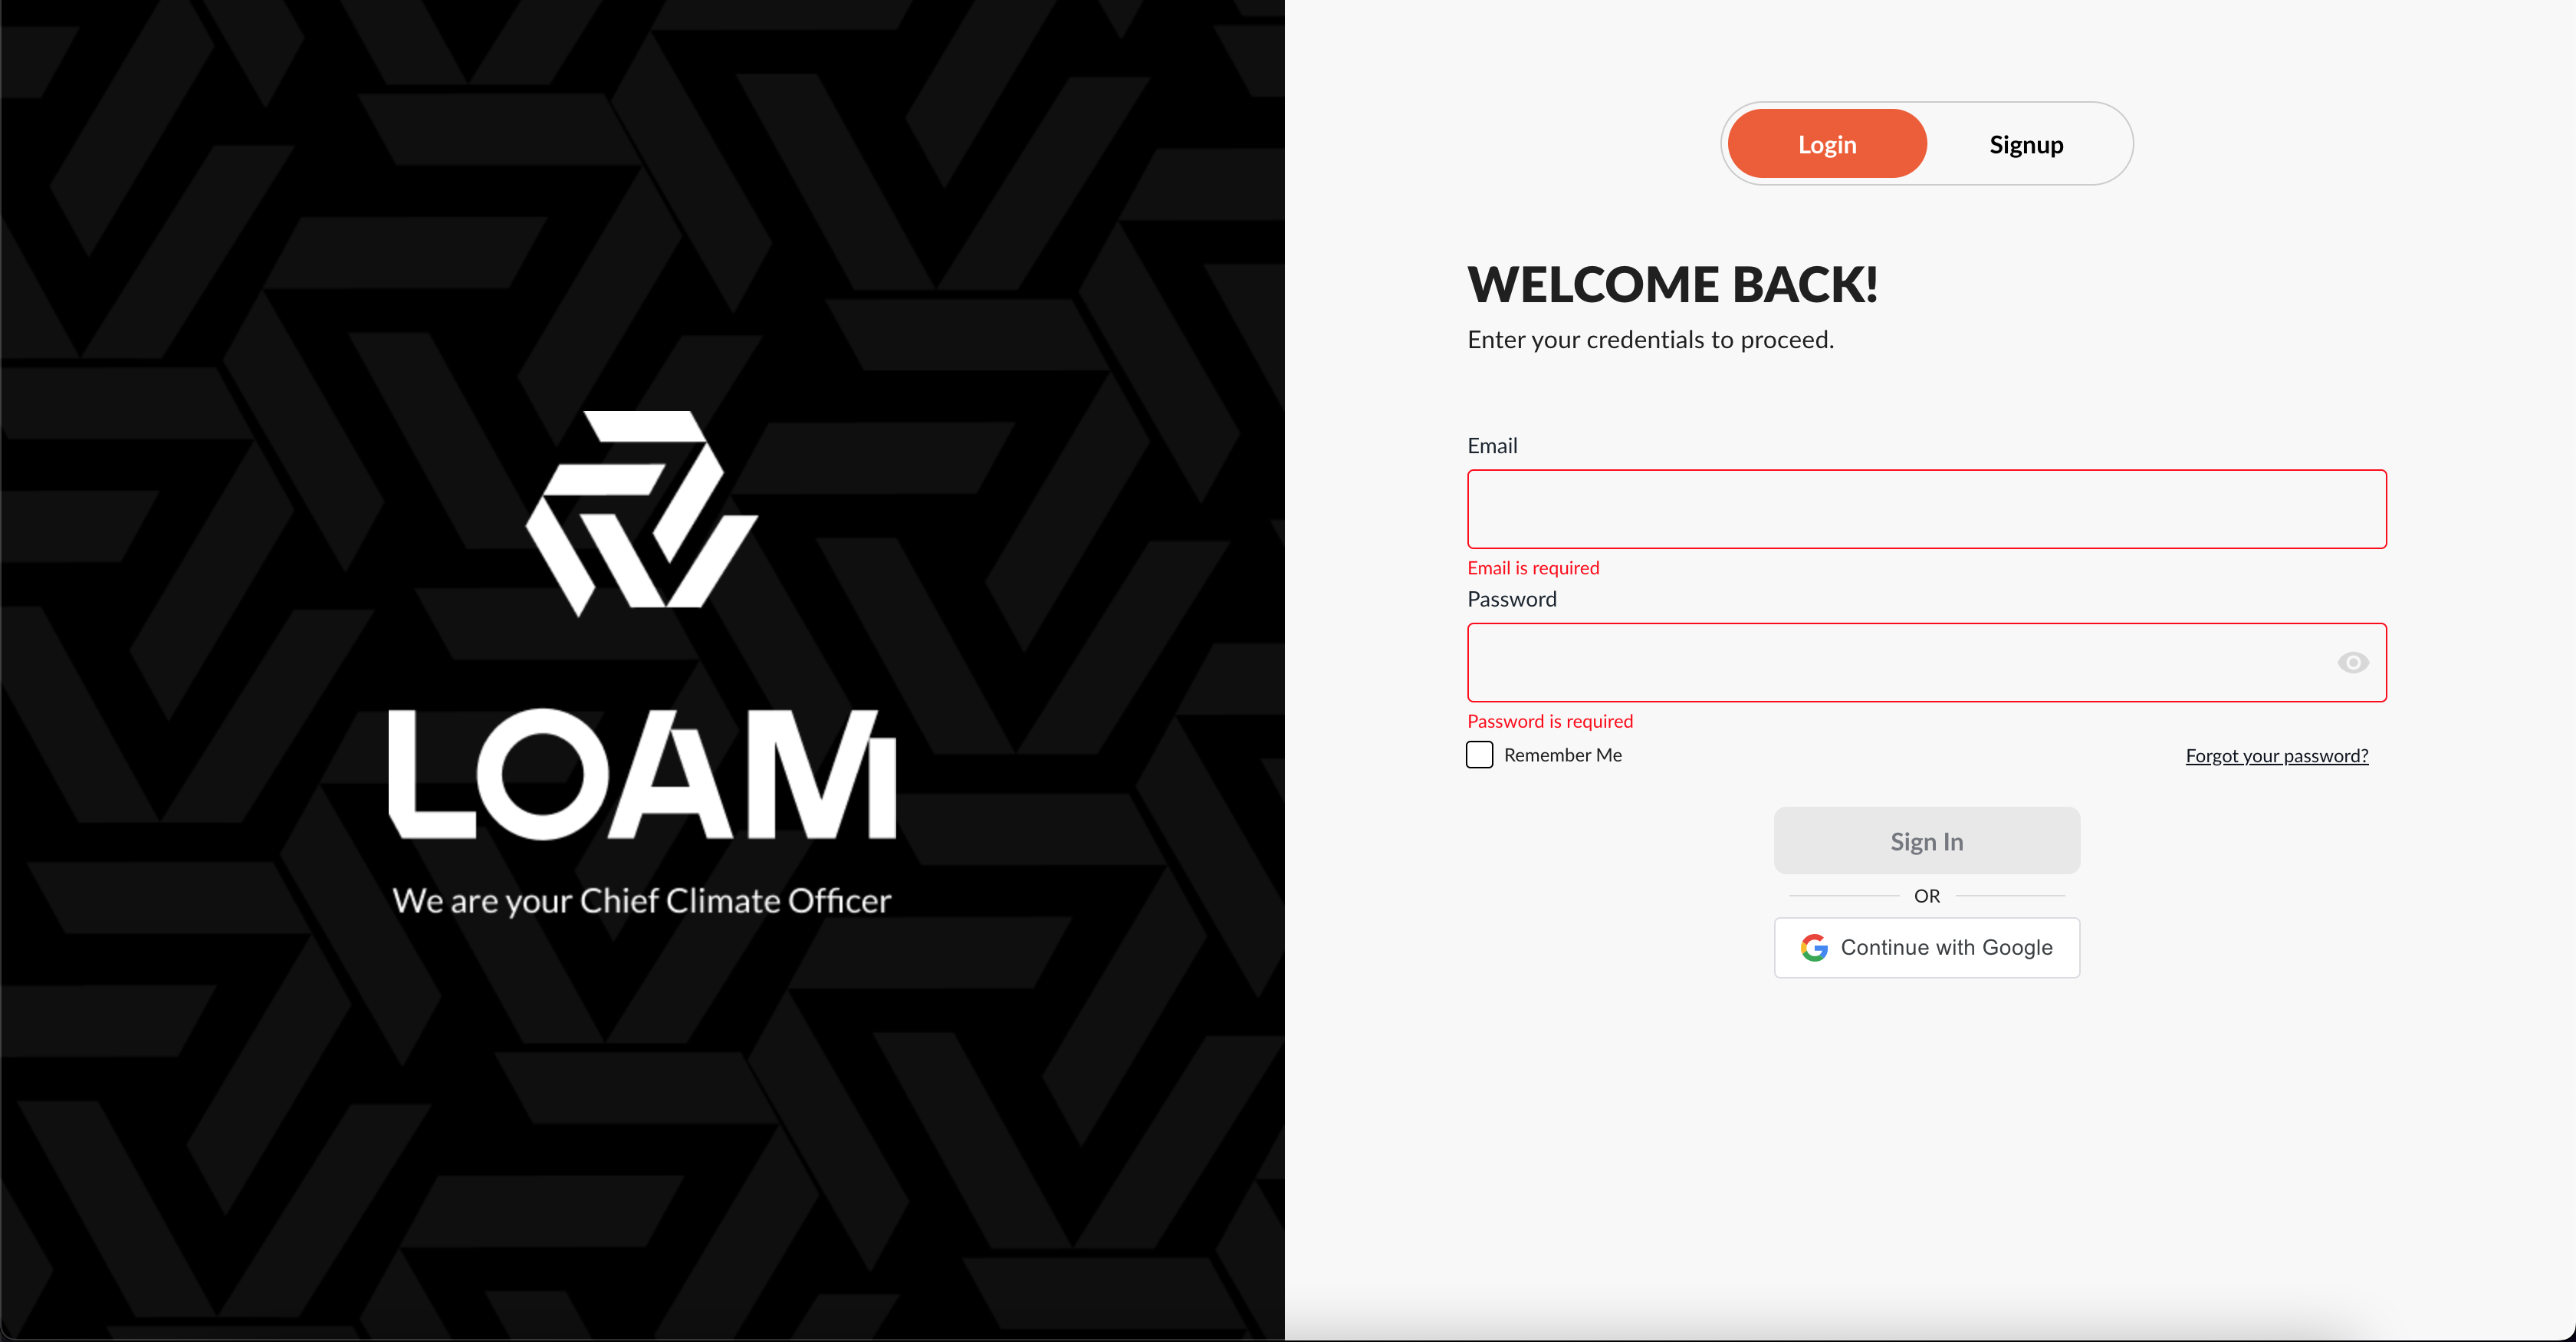 LOAM
We are your Chief Climate Officer
Login
Signup
WELCOME BACK!
Enter your credentials to proceed.
Email
Email is required
Password
Password is required
Remember Me
Forgot your password?
Sign In
OR
Continue with Google